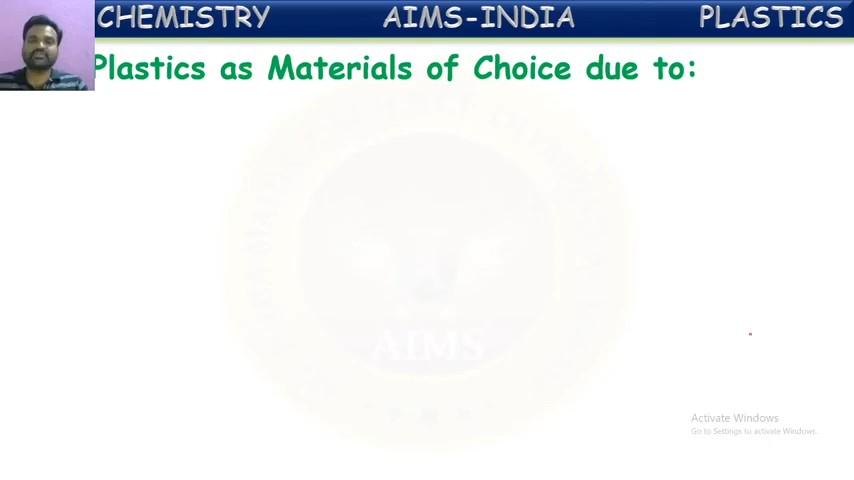 CHEMISTRY AIMS-INDIA PLASTICS
Plastics as Materials of Choice due to:
AIMS
Activate Windows
Go to Settings to activate Windows.